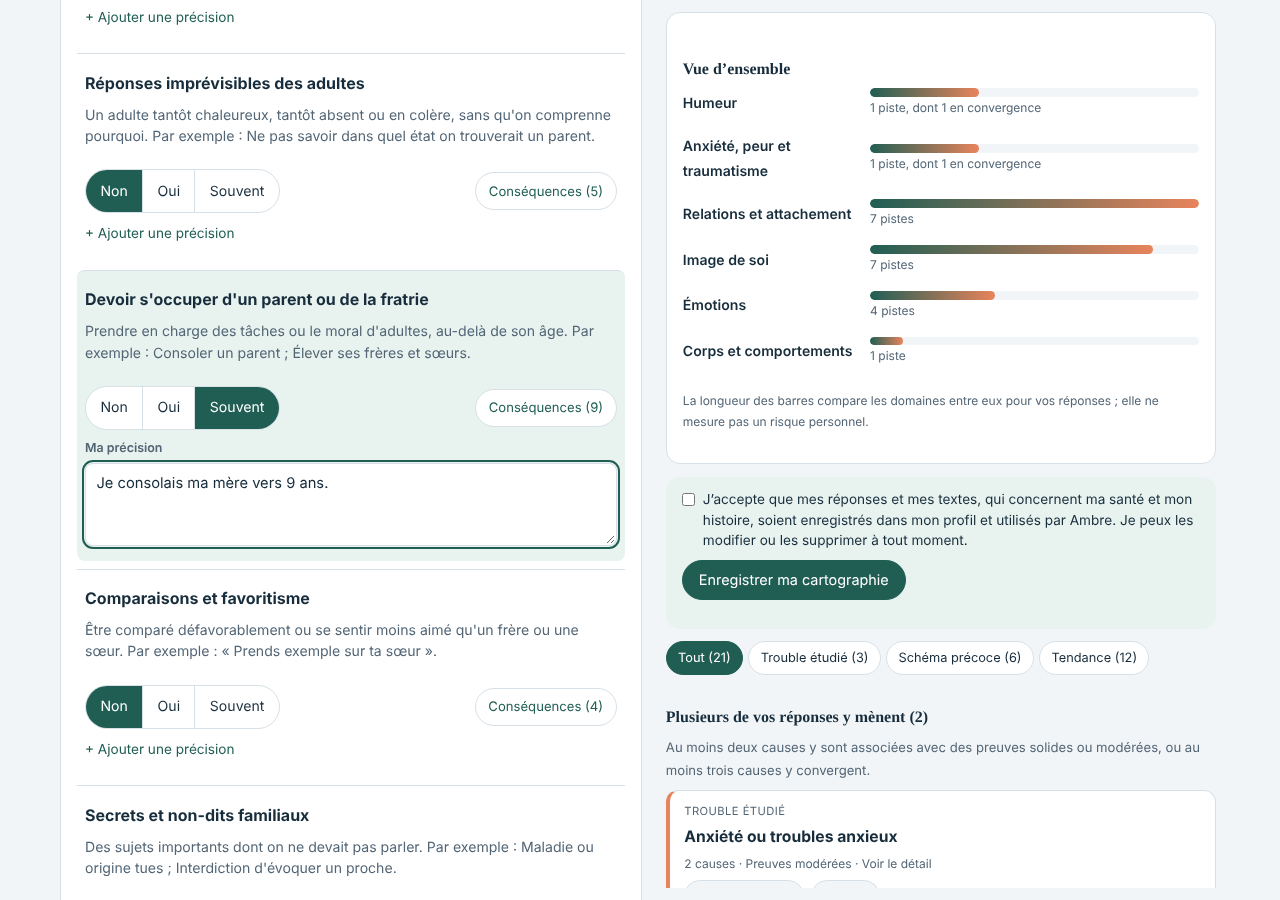 + Ajouter une précision
Réponses imprévisibles des adultes
Un adulte tantôt chaleureux, tantôt absent ou en colère, sans qu'on comprenne
pourquoi. Par exemple : Ne pas savoir dans quel état on trouverait un parent.
Non
Oui
Souvent
Conséquences (5)
+ Ajouter une précision
Devoir s'occuper d'un parent ou de la fratrie
Prendre en charge des tâches ou le moral d'adultes, au-delà de son âge. Par
exemple : Consoler un parent ; Élever ses frères et sœurs.
Non
Oui
Souvent
Conséquences (9)
Ma précision
Je consolais ma mère vers 9 ans.
Comparaisons et favoritisme
Être comparé défavorablement ou se sentir moins aimé qu'un frère ou une
sœur. Par exemple : « Prends exemple sur ta sœur ».
Non
Oui
Souvent
Conséquences (4)
+ Ajouter une précision
Secrets et non-dits familiaux
Des sujets importants dont on ne devait pas parler. Par exemple : Maladie ou
origine tues ; Interdiction d'évoquer un proche.
Vue d’ensemble
Humeur
1 piste, dont 1 en convergence
Anxiété, peur et
traumatisme
1 piste, dont 1 en convergence
Relations et attachement
7 pistes
Image de soi
7 pistes
Émotions
4 pistes
Corps et comportements
1 piste
La longueur des barres compare les domaines entre eux pour vos réponses ; elle ne
mesure pas un risque personnel.
J’accepte que mes réponses et mes textes, qui concernent ma santé et mon
histoire, soient enregistrés dans mon profil et utilisés par Ambre. Je peux les
modifier ou les supprimer à tout moment.
Enregistrer ma cartographie
Tout (21)
Trouble étudié (3)
Schéma précoce (6)
Tendance (12)
Plusieurs de vos réponses y mènent (2)
Au moins deux causes y sont associées avec des preuves solides ou modérées, ou au
moins trois causes y convergent.
TROUBLE ÉTUDIÉ
Anxiété ou troubles anxieux
2 causes · Preuves modérées · Voir le détail